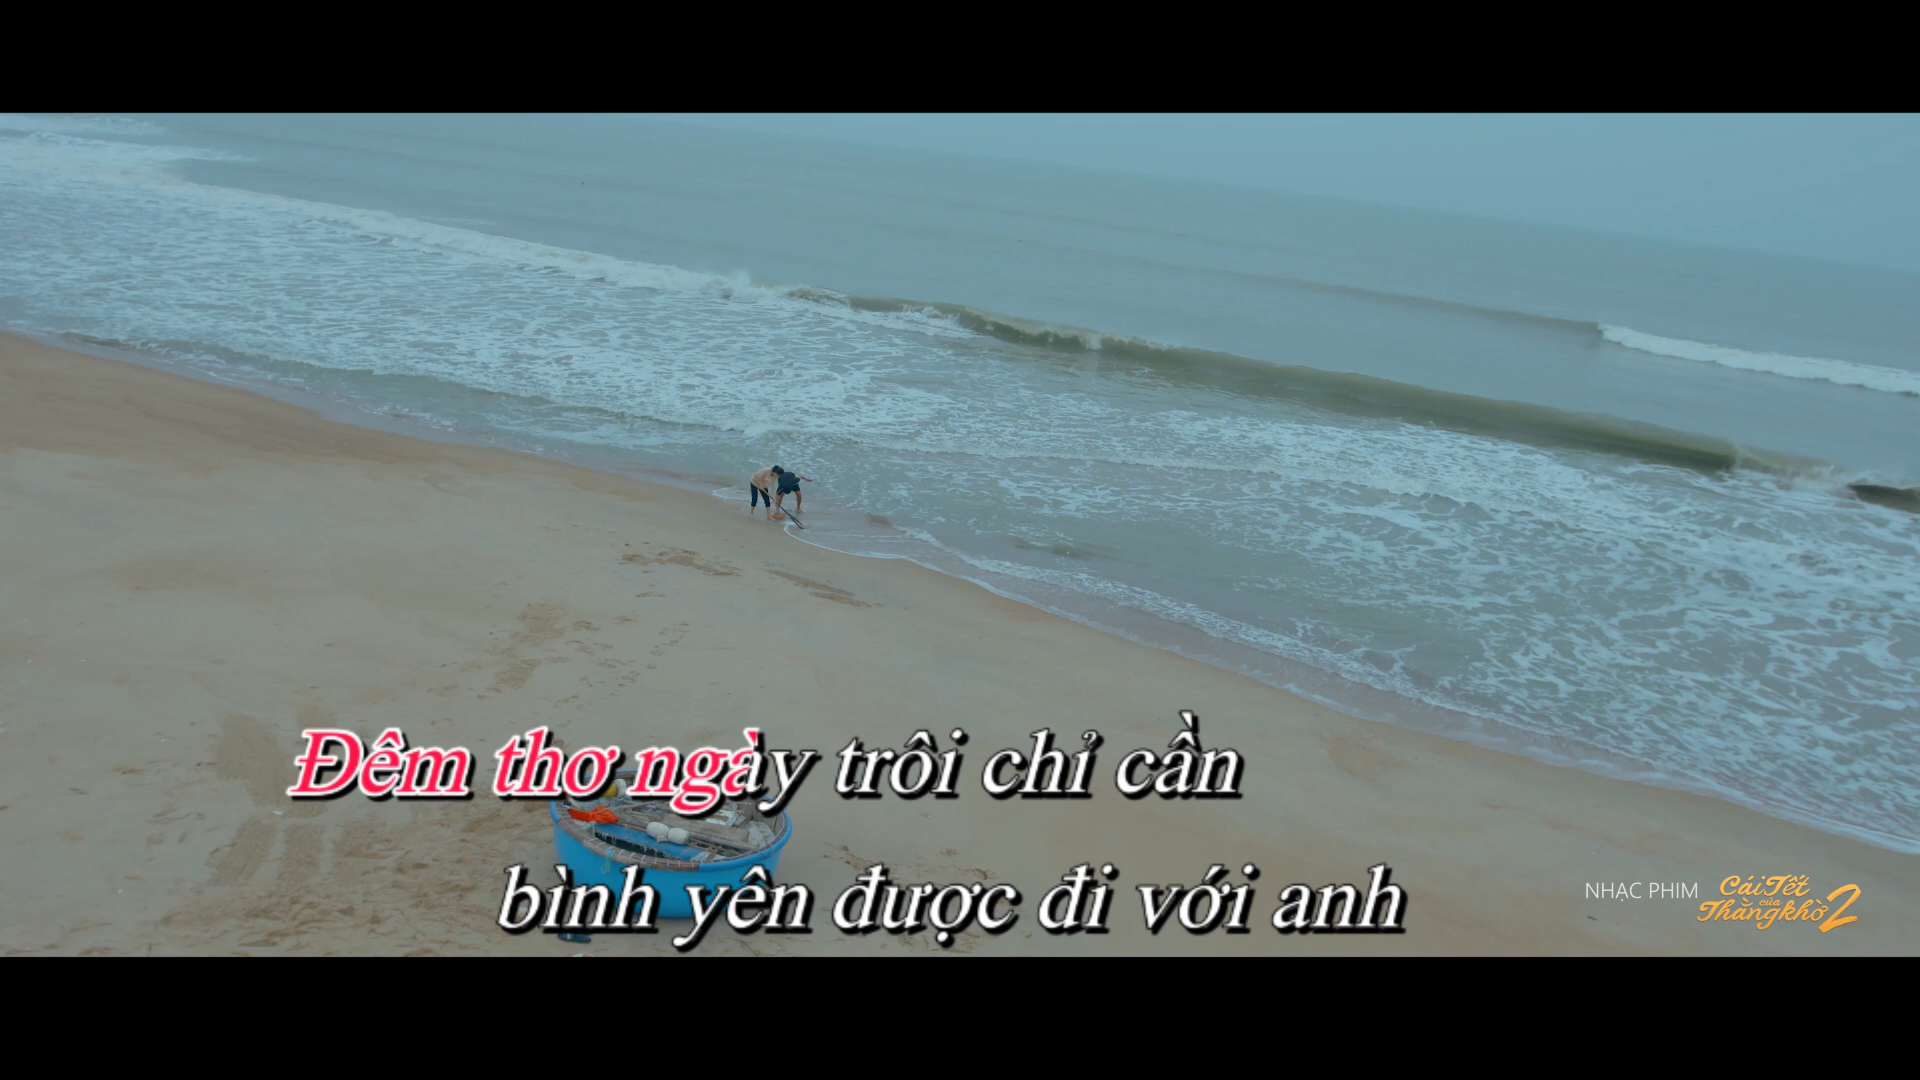 Đêm thơ ngày trôi chỉ cần
bình yên được đi với anh
NHẠC PHIM Cái Tết của Thằng khờ 2